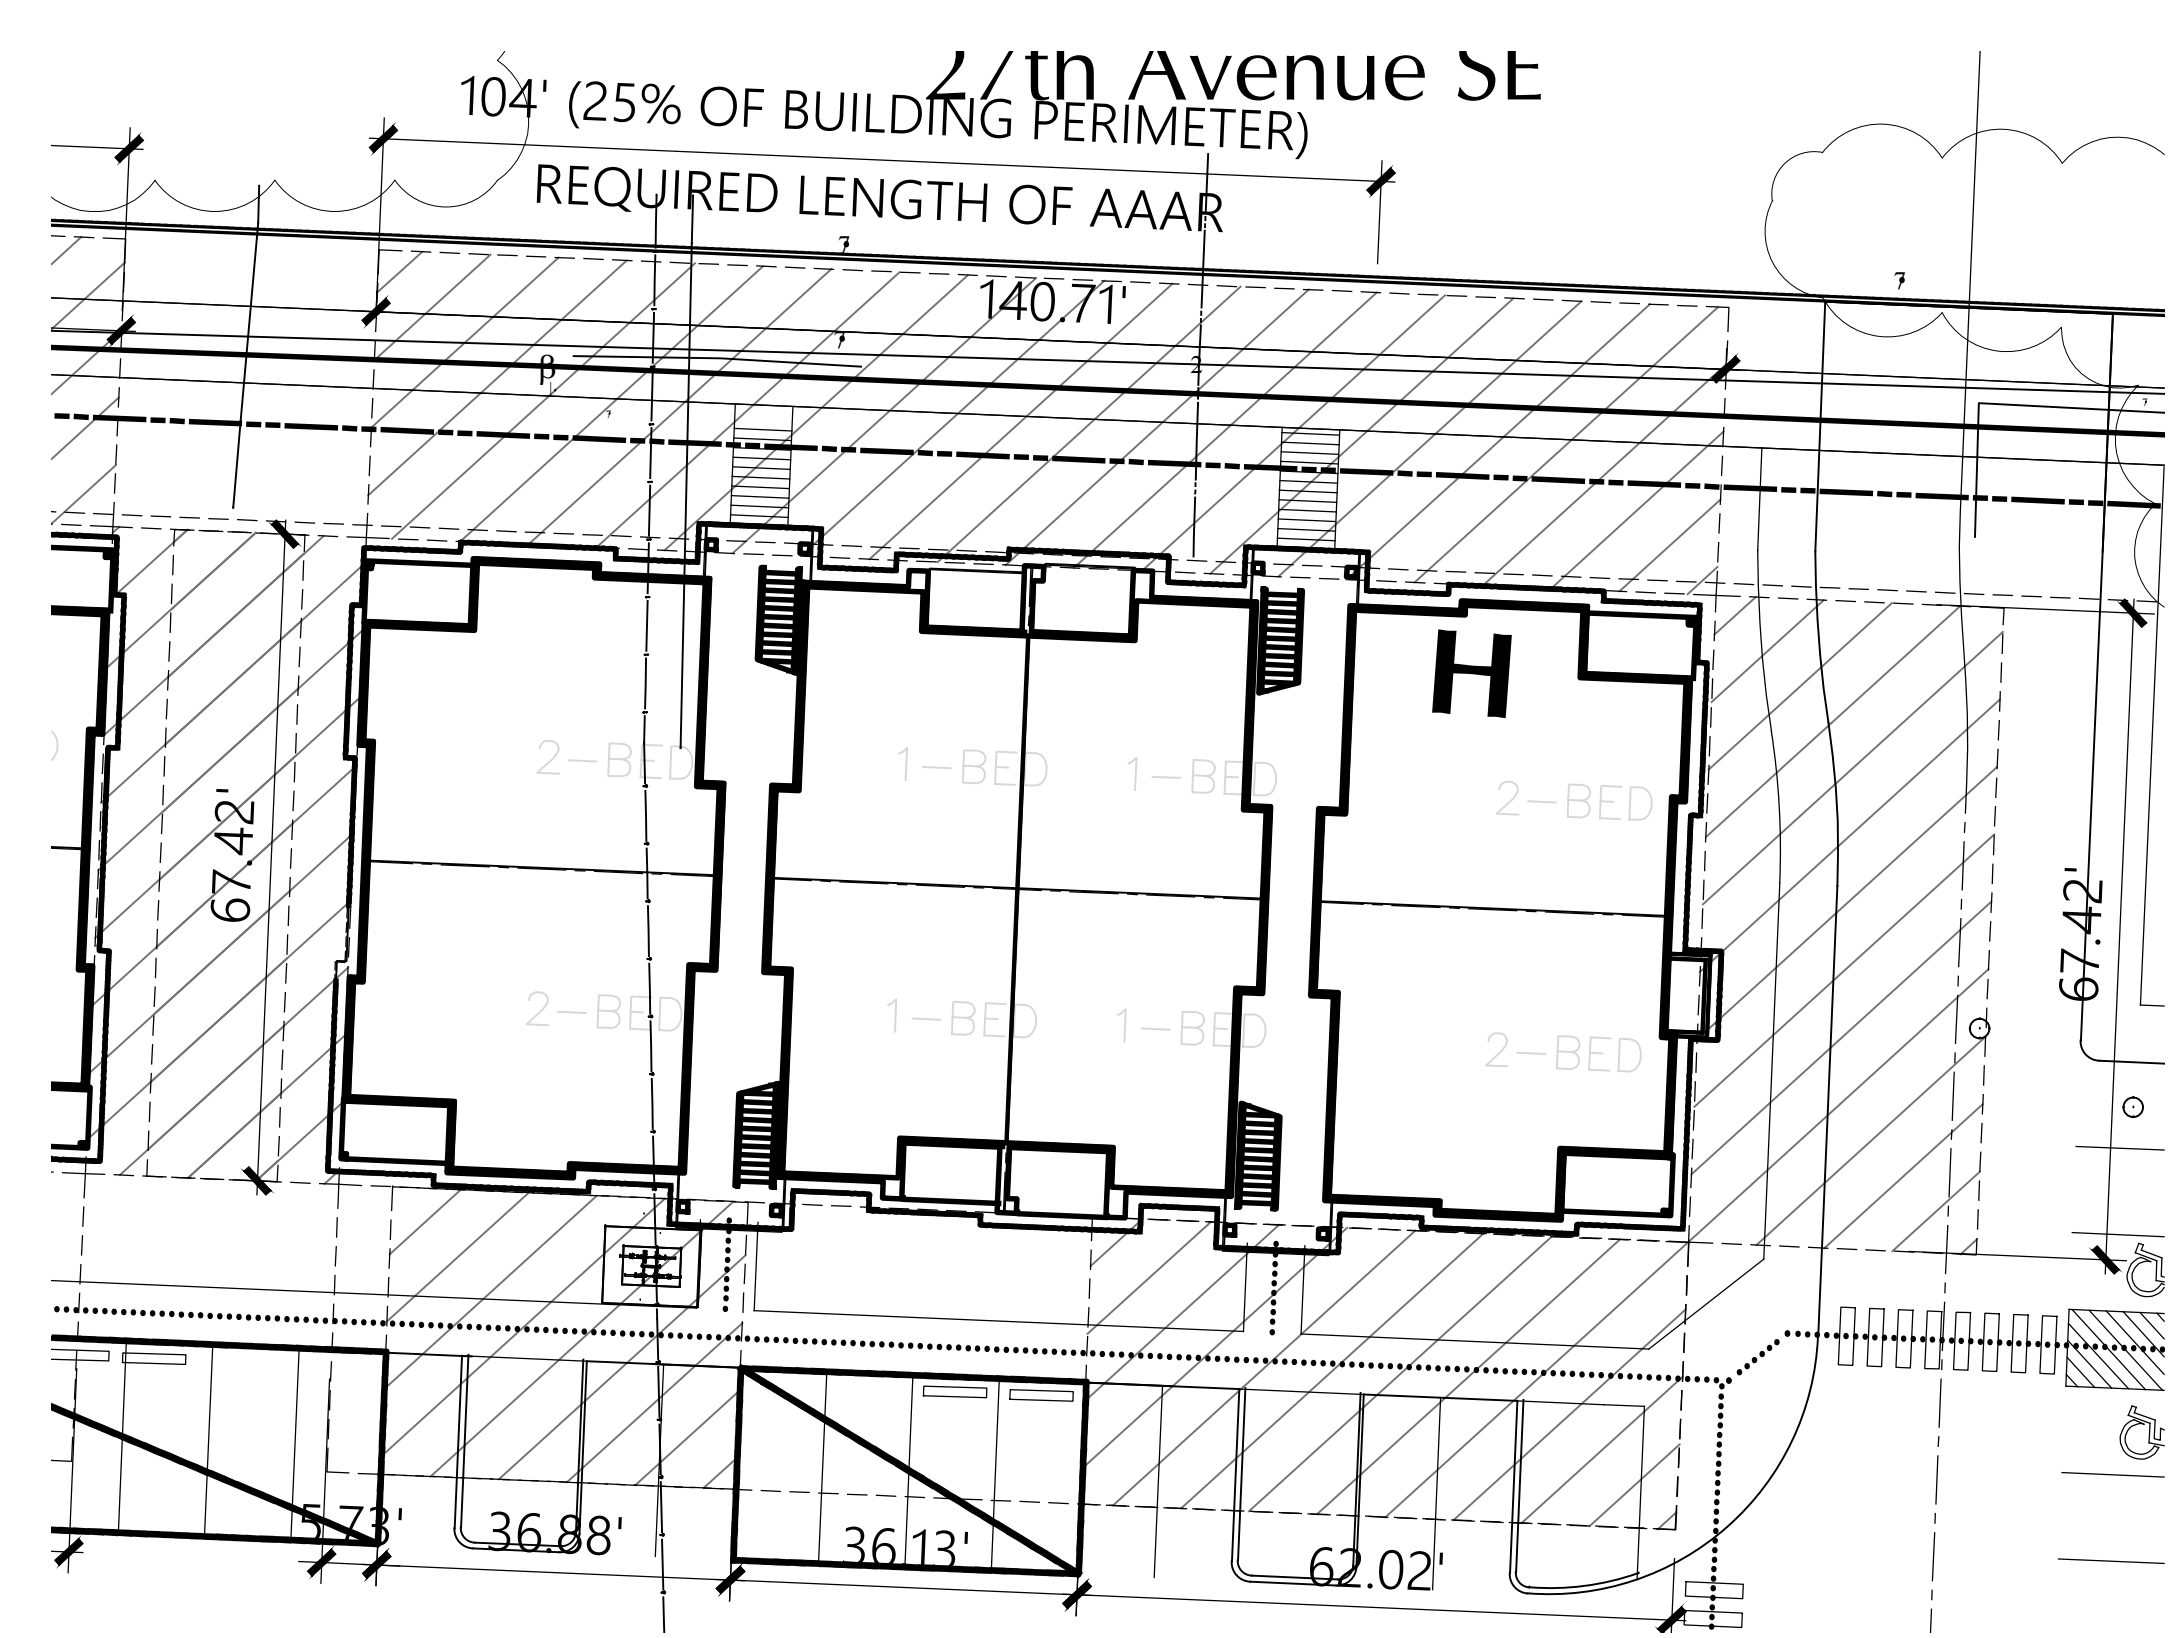 27th Avenue SE
104' (25% OF BUILDING PERIMETER)
REQUIRED LENGTH OF AAAR
140.71'
H
2-BED
1-BED
1-BED
2-BED
67.42'
67.42'
2-BED
1-BED
1-BED
2-BED
5.73'
36.88'
36.13'
62.02'